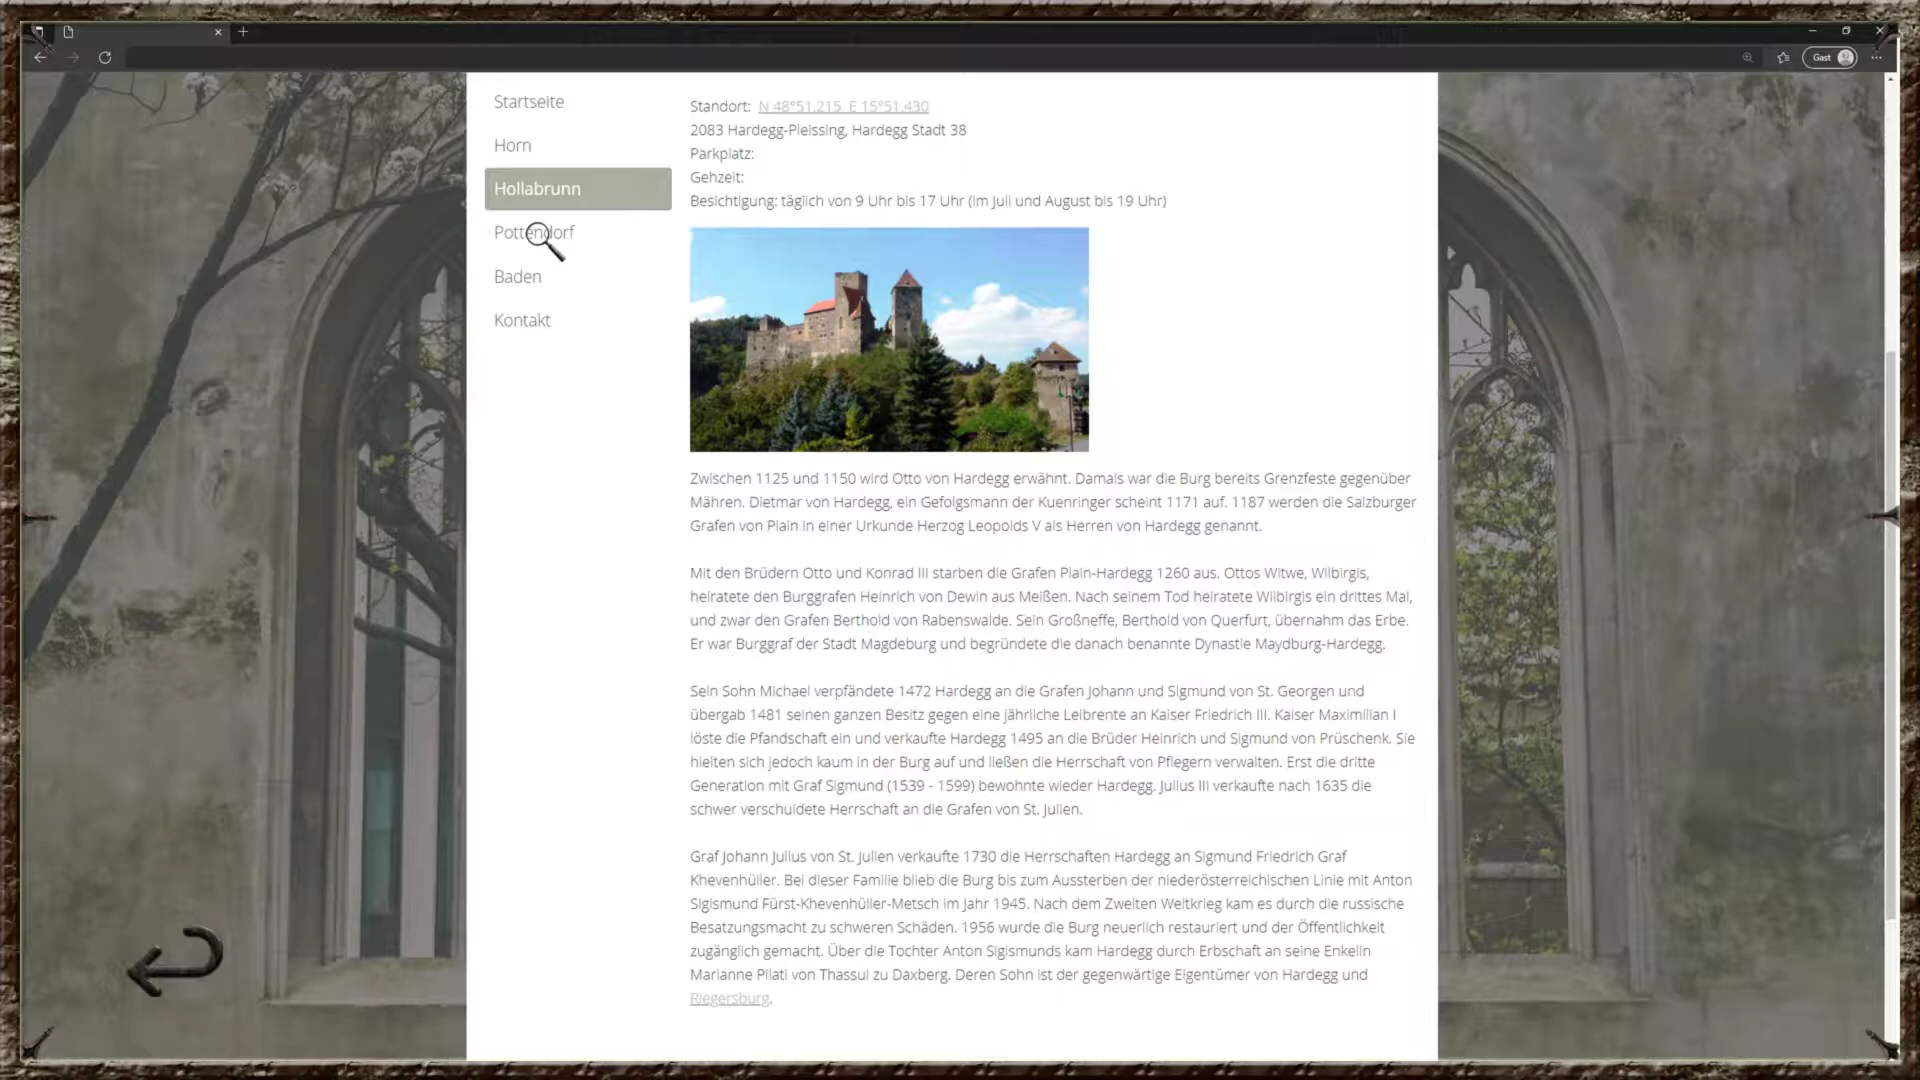 Gast
Startseite
Horn
Hollabrunn
Pottendorf
Baden
Kontakt
Standort: N 48°51.215 E 15°51.430
2083 Hardegg-Pleissing, Hardegg Stadt 38
Parkplatz:
Gehzeit:
Besichtigung: täglich von 9 Uhr bis 17 Uhr (im Juli und August bis 19 Uhr)
Zwischen 1125 und 1150 wird Otto von Hardegg erwähnt. Damals war die Burg bereits Grenzfeste gegenüber
Mähren. Dietmar von Hardegg, ein Gefolgsmann der Kuenringer scheint 1171 auf. 1187 werden die Salzburger
Grafen von Plain in einer Urkunde Herzog Leopolds V als Herren von Hardegg genannt.
Mit den Brüdern Otto und Konrad III starben die Grafen Plain-Hardegg 1260 aus. Ottos Witwe, Wilbirgis,
heiratete den Burggrafen Heinrich von Dewin aus Meißen. Nach seinem Tod heiratete Wilbirgis ein drittes Mal,
und zwar den Grafen Berthold von Rabenswalde. Sein Großneffe, Berthold von Querfurt, übernahm das Erbe.
Er war Burggraf der Stadt Magdeburg und begründete die danach benannte Dynastie Maydburg-Hardegg.
Sein Sohn Michael verpfändete 1472 Hardegg an die Grafen Johann und Sigmund von St. Georgen und
übergab 1481 seinen ganzen Besitz gegen eine jährliche Leibrente an Kaiser Friedrich III. Kaiser Maximilian I
löste die Pfandschaft ein und verkaufte Hardegg 1495 an die Brüder Heinrich und Sigmund von Prüschenk. Sie
hielten sich jedoch kaum in der Burg auf und ließen die Herrschaft von Pflegern verwalten. Erst die dritte
Generation mit Graf Sigmund (1539 - 1599) bewohnte wieder Hardegg. Julius III verkaufte nach 1635 die
schwer verschuldete Herrschaft an die Grafen von St. Julien.
Graf Johann Julius von St. Julien verkaufte 1730 die Herrschaften Hardegg an Sigmund Friedrich Graf
Khevenhüller. Bei dieser Familie blieb die Burg bis zum Aussterben der niederösterreichischen Linie mit Anton
Sigismund Fürst-Khevenhüller-Metsch im Jahr 1945. Nach dem Zweiten Weltkrieg kam es durch die russische
Besatzungsmacht zu schweren Schäden. 1956 wurde die Burg neuerlich restauriert und der Öffentlichkeit
zugänglich gemacht. Über die Tochter Anton Sigismunds kam Hardegg durch Erbschaft an seine Enkelin
Marianne Pilati von Thassul zu Daxberg. Deren Sohn ist der gegenwärtige Eigentümer von Hardegg und
Riegersburg.